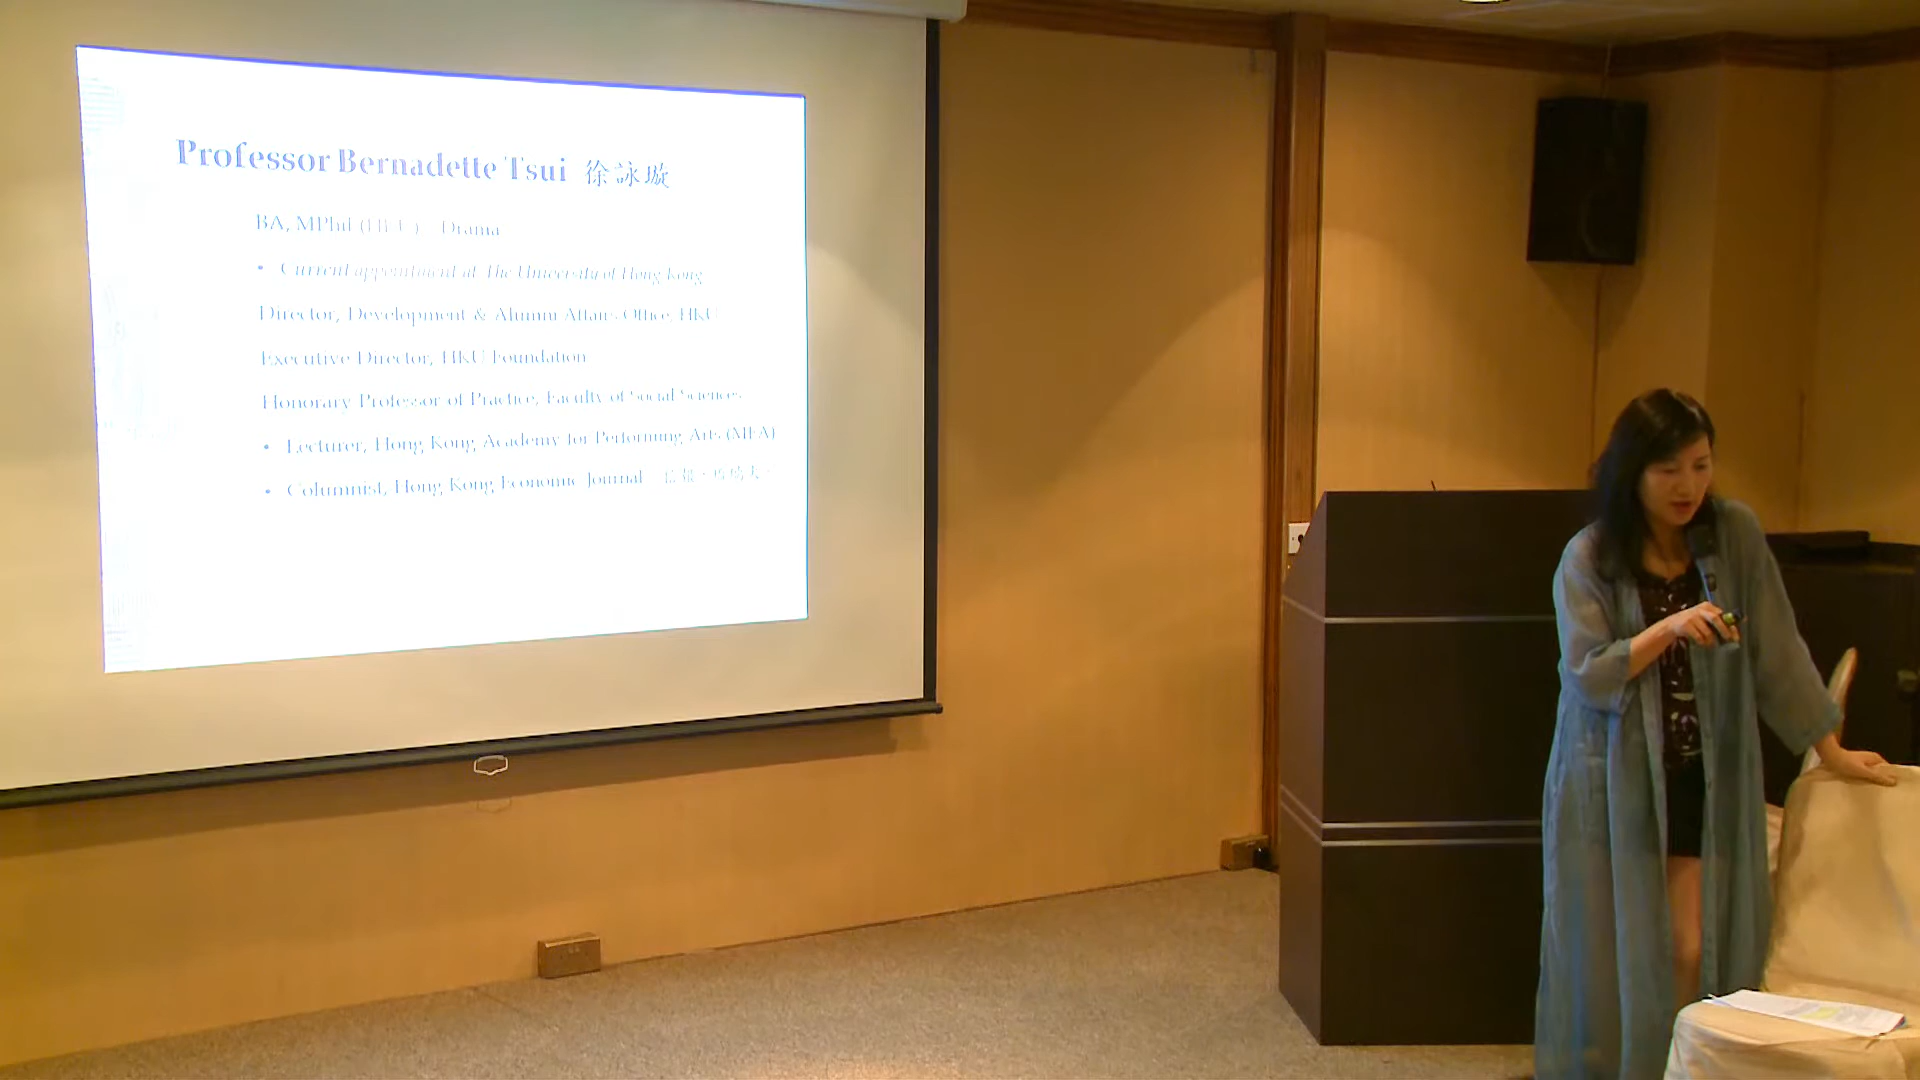 Professor Bernadette Tsui 徐詠璇
BA, MPhil (HKU) Drama
• Current appointment at The University of Hong Kong
Director, Development & Alumni Affairs Office, HKU
Executive Director, HKU Foundation
Honorary Professor of Practice, Faculty of Social Sciences
• Lecturer, Hong Kong Academy for Performing Arts (MFA)
• Columnist, Hong Kong Economic Journal 信報